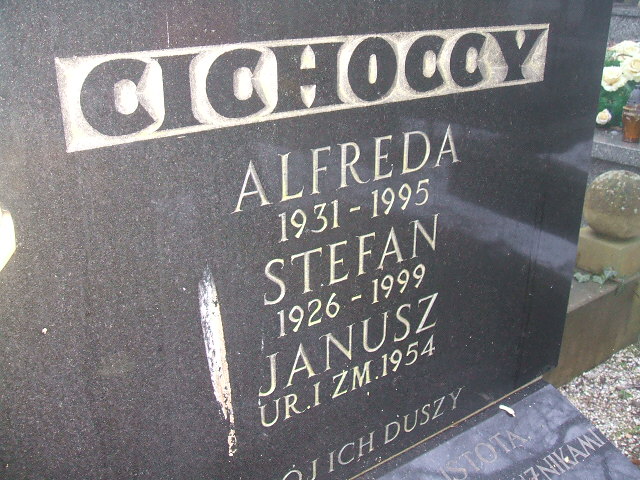 CICHOCCY
ALFREDA
1931 - 1995
STEFAN
1926 - 1999
JANUSZ
UR. I ZM. 1954
ICH DUSZY